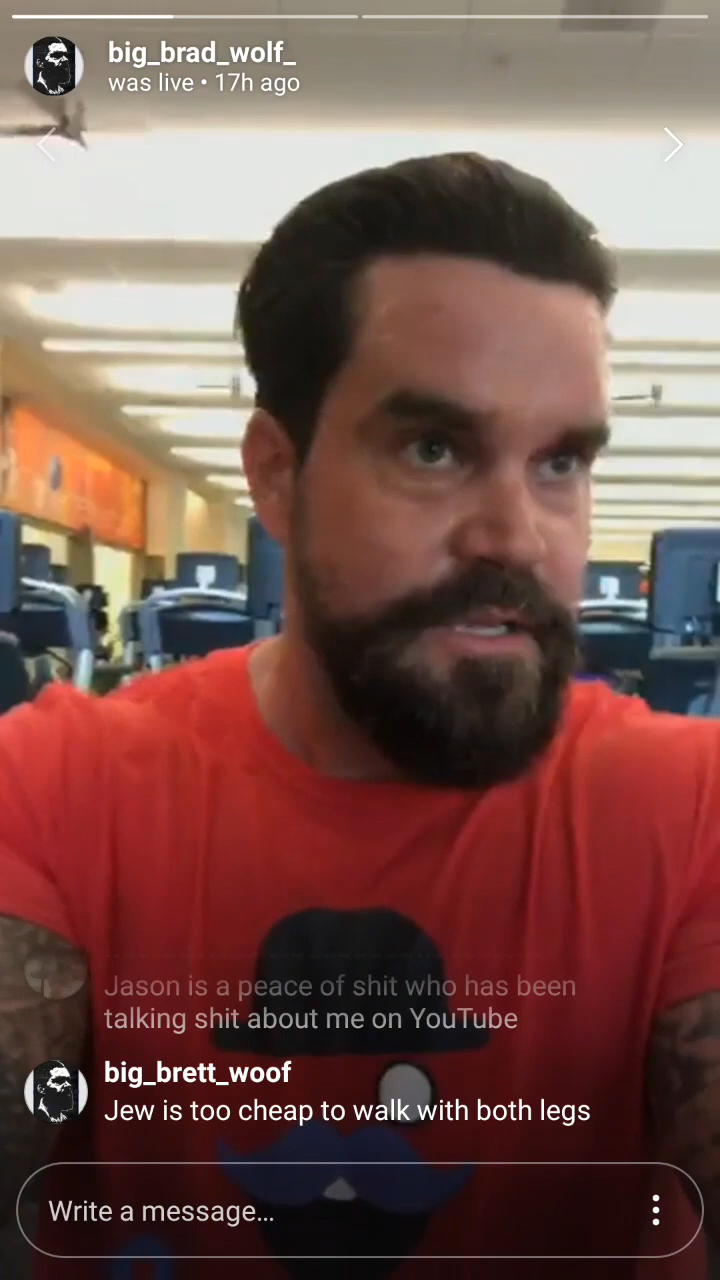 big_brad_wolf_
was live • 17h ago
Jason is a peace of shit who has been
talking shit about me on YouTube
big_brett_woof
Jew is too cheap to walk with both legs
Write a message...